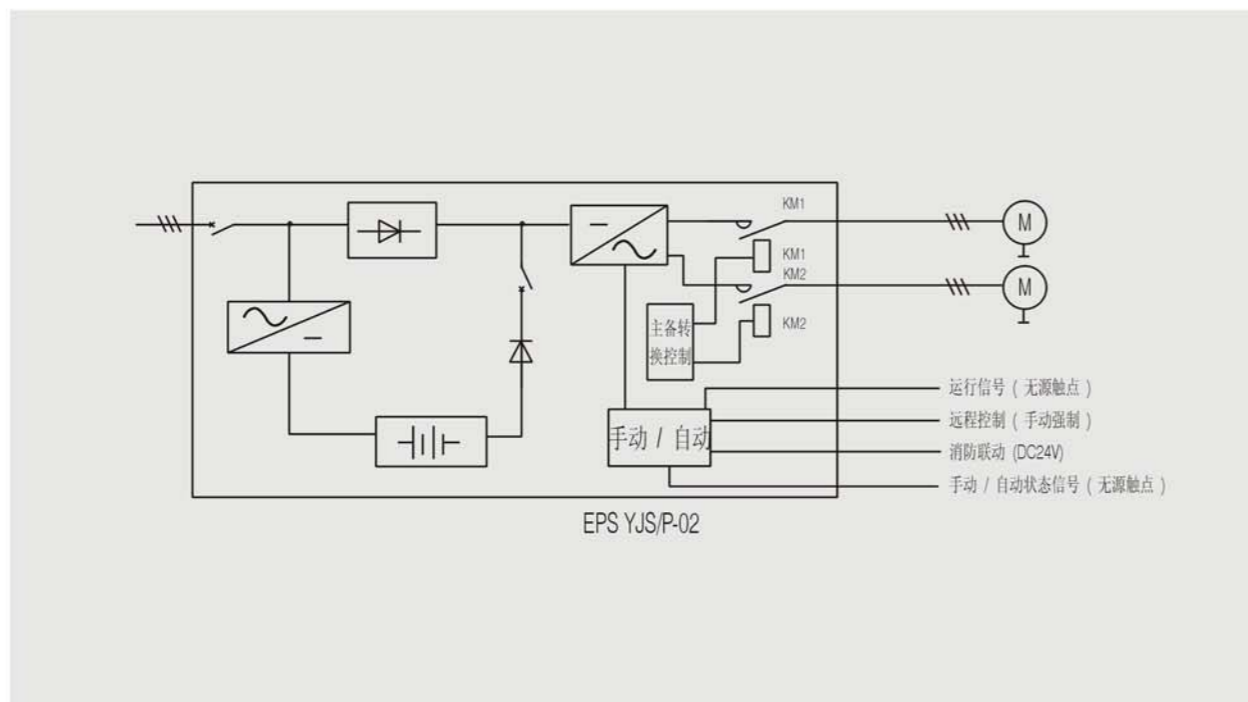 KM1
M
KM1
KM2
M
主备转
换控制
KM2
运行信号 ( 无源触点 )
手动 / 自动
远程控制 ( 手动强制 )
消防联动 (DC24V)
手动 / 自动状态信号 ( 无源触点 )
EPS YJS/P-02